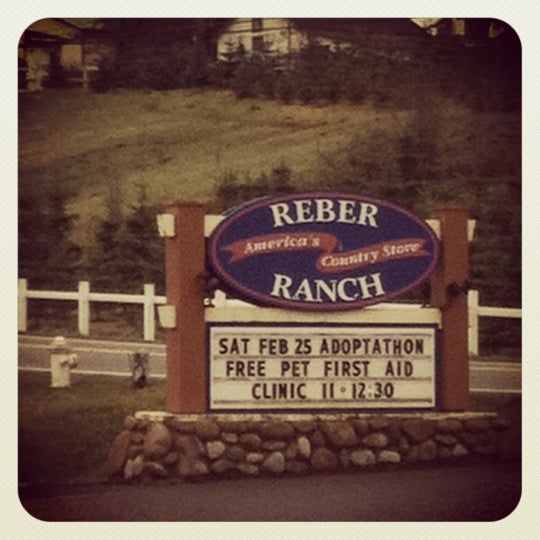 REBER
America's
Country Store
RANCH
SAT FEB 25 ADOPTATHON
FREE PET FIRST AID
CLINIC 11-12:30